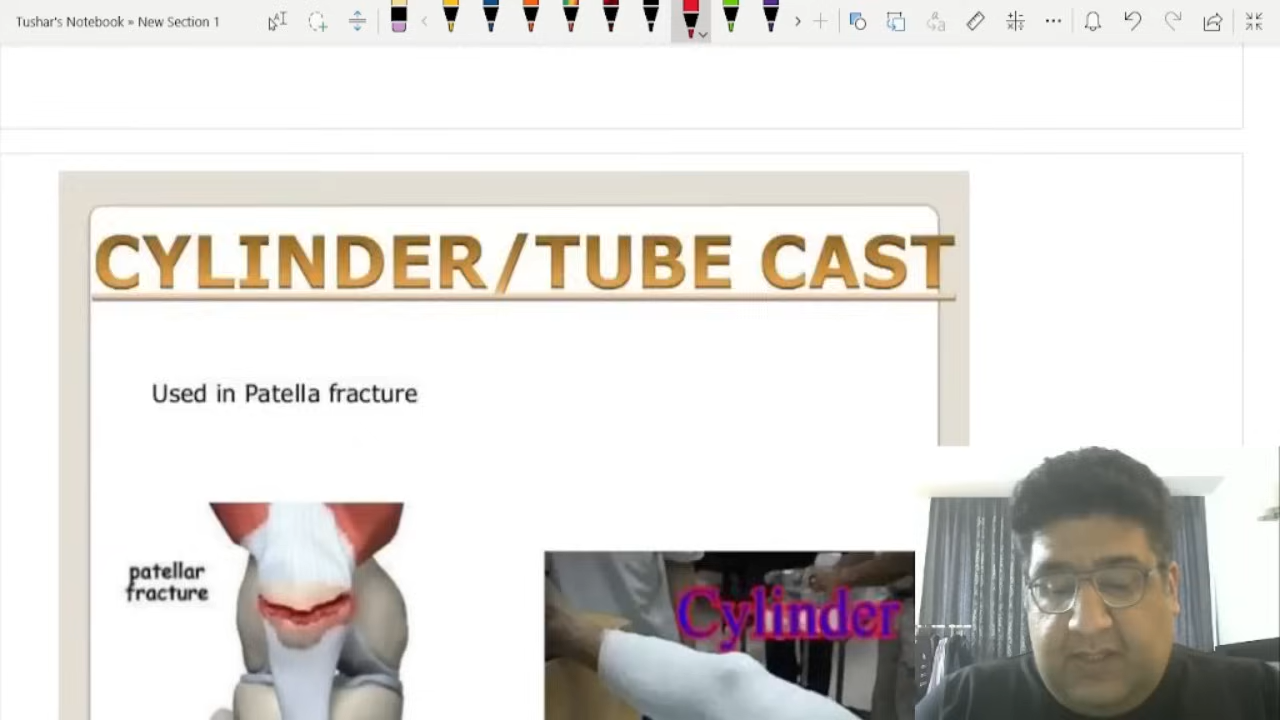 Tushar's Notebook » New Section 1
CYLINDER/TUBE CAST
Used in Patella fracture
patellar
fracture
Cylinder